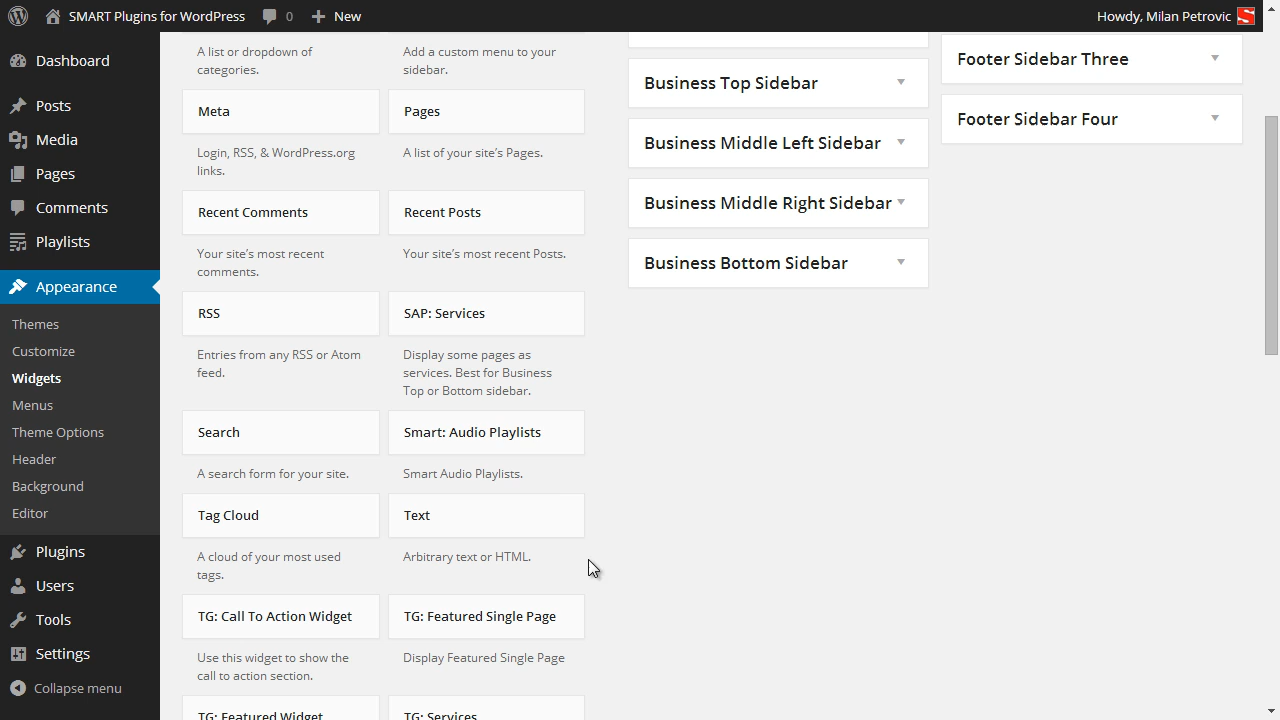 SMART Plugins for WordPress
0
New
Howdy, Milan Petrovic
Dashboard
Posts
Media
Pages
Comments
Playlists
Appearance
Themes
Customize
Widgets
Menus
Theme Options
Header
Background
Editor
Plugins
Users
Tools
Settings
Collapse menu
A list or dropdown of
categories.
Add a custom menu to your
sidebar.
Meta
Login, RSS, & WordPress.org
links.
Pages
A list of your site's Pages.
Recent Comments
Your site's most recent
comments.
Recent Posts
Your site's most recent Posts.
RSS
Entries from any RSS or Atom
feed.
SAP: Services
Display some pages as
services. Best for Business
Top or Bottom sidebar.
Search
A search form for your site.
Smart: Audio Playlists
Smart Audio Playlists.
Tag Cloud
A cloud of your most used
tags.
Text
Arbitrary text or HTML.
TG: Call To Action Widget
Use this widget to show the
call to action section.
TG: Featured Single Page
Display Featured Single Page
TG: Featured Widget
TG: Services
Business Top Sidebar
Business Middle Left Sidebar
Business Middle Right Sidebar
Business Bottom Sidebar
Footer Sidebar Three
Footer Sidebar Four